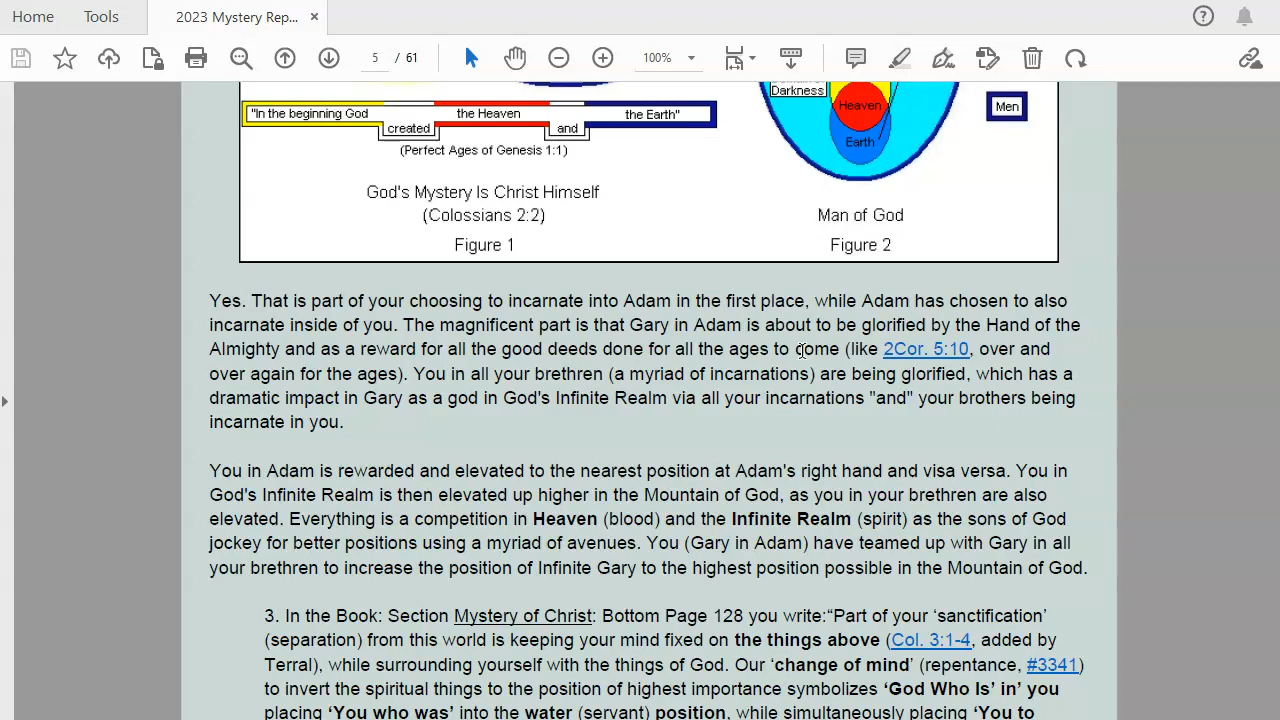 Home
Tools
2023 Mystery Rep...
×
5 / 61
100%
Darkness
Heaven
Men
"In the beginning God
the Heaven
the Earth"
created
and
Earth
(Perfect Ages of Genesis 1:1)
God's Mystery Is Christ Himself
(Colossians 2:2)
Man of God
Figure 1
Figure 2
Yes. That is part of your choosing to incarnate into Adam in the first place, while Adam has chosen to also
incarnate inside of you. The magnificent part is that Gary in Adam is about to be glorified by the Hand of the
Almighty and as a reward for all the good deeds done for all the ages to come (like 2Cor. 5:10, over and
over again for the ages). You in all your brethren (a myriad of incarnations) are being glorified, which has a
dramatic impact in Gary as a god in God's Infinite Realm via all your incarnations "and" your brothers being
incarnate in you.
You in Adam is rewarded and elevated to the nearest position at Adam's right hand and visa versa. You in
God's Infinite Realm is then elevated up higher in the Mountain of God, as you in your brethren are also
elevated. Everything is a competition in Heaven (blood) and the Infinite Realm (spirit) as the sons of God
jockey for better positions using a myriad of avenues. You (Gary in Adam) have teamed up with Gary in all
your brethren to increase the position of Infinite Gary to the highest position possible in the Mountain of God.
3. In the Book: Section Mystery of Christ: Bottom Page 128 you write:“Part of your ‘sanctification’
(separation) from this world is keeping your mind fixed on the things above (Col. 3:1-4, added by
Terral), while surrounding yourself with the things of God. Our ‘change of mind’ (repentance, #3341)
to invert the spiritual things to the position of highest importance symbolizes ‘God Who Is’ in’ you
placing ‘You who was’ into the water (servant) position, while simultaneously placing ‘You to